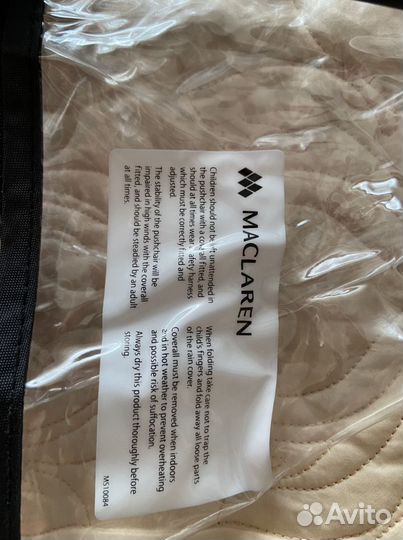 MACLAREN
Children should not be left unattended in
the pushchair with a coverall fitted, and
should at all times wear safety harness
which must be correctly fitted and
adjusted.
The stability of the pushchair will be
impaired in high winds with the coverall
fitted, and should be steadied by an adult
at all times.
When folding take care not to trap the
child's fingers and fold away all loose parts
of the rain cover.
Coverall must be removed when indoors
and in hot weather to prevent overheating
and possible risk of suffocation.
Always dry this product thoroughly before
storing.
MS10084
Avito